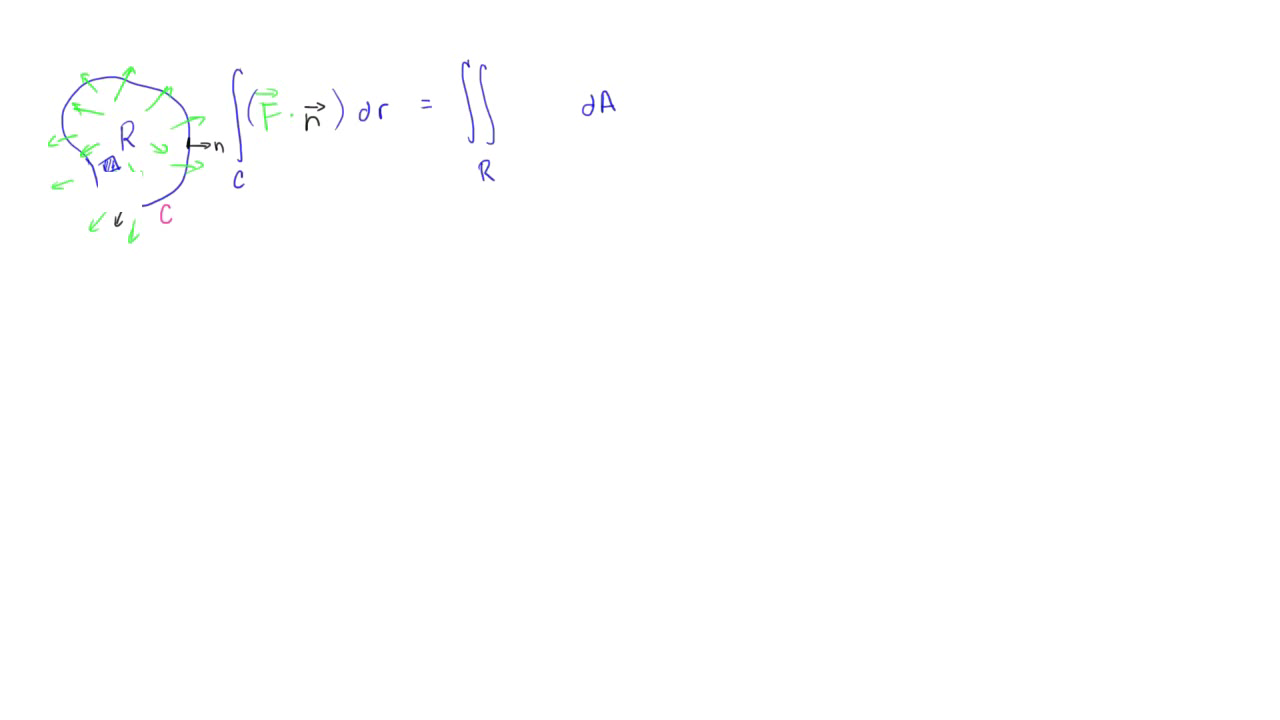 ∫_C (F⃗ · n⃗) dr = ∬_R dA
R
n
C